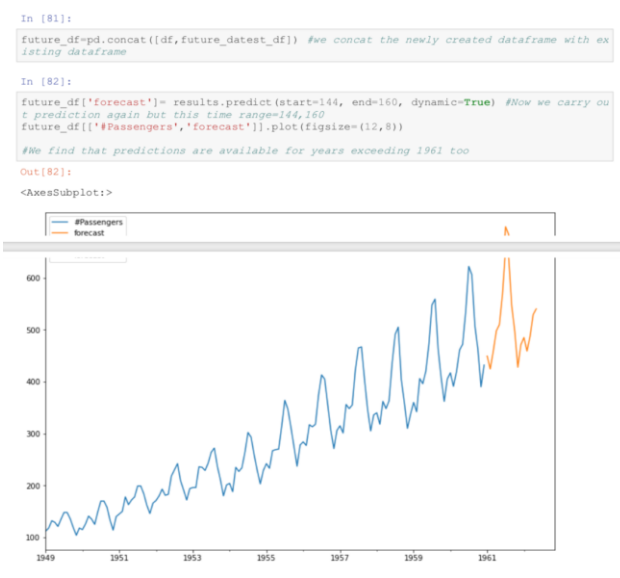 In [81]:
future_df=pd.concat([df,future_datest_df]) #we concat the newly created dataframe with ex
isting dataframe
In [82]:
future_df['forecast']= results.predict(start=144, end=160, dynamic=True) #Now we carry ou
t prediction again but this time range=144,160
future_df[['#Passengers','forecast']].plot(figsize=(12,8))
#We find that predictions are available for years exceeding 1961 too
Out[82]:
<AxesSubplot:>
#Passengers
forecast
600
500
400
300
200
100
1949 1951 1953 1955 1957 1959 1961